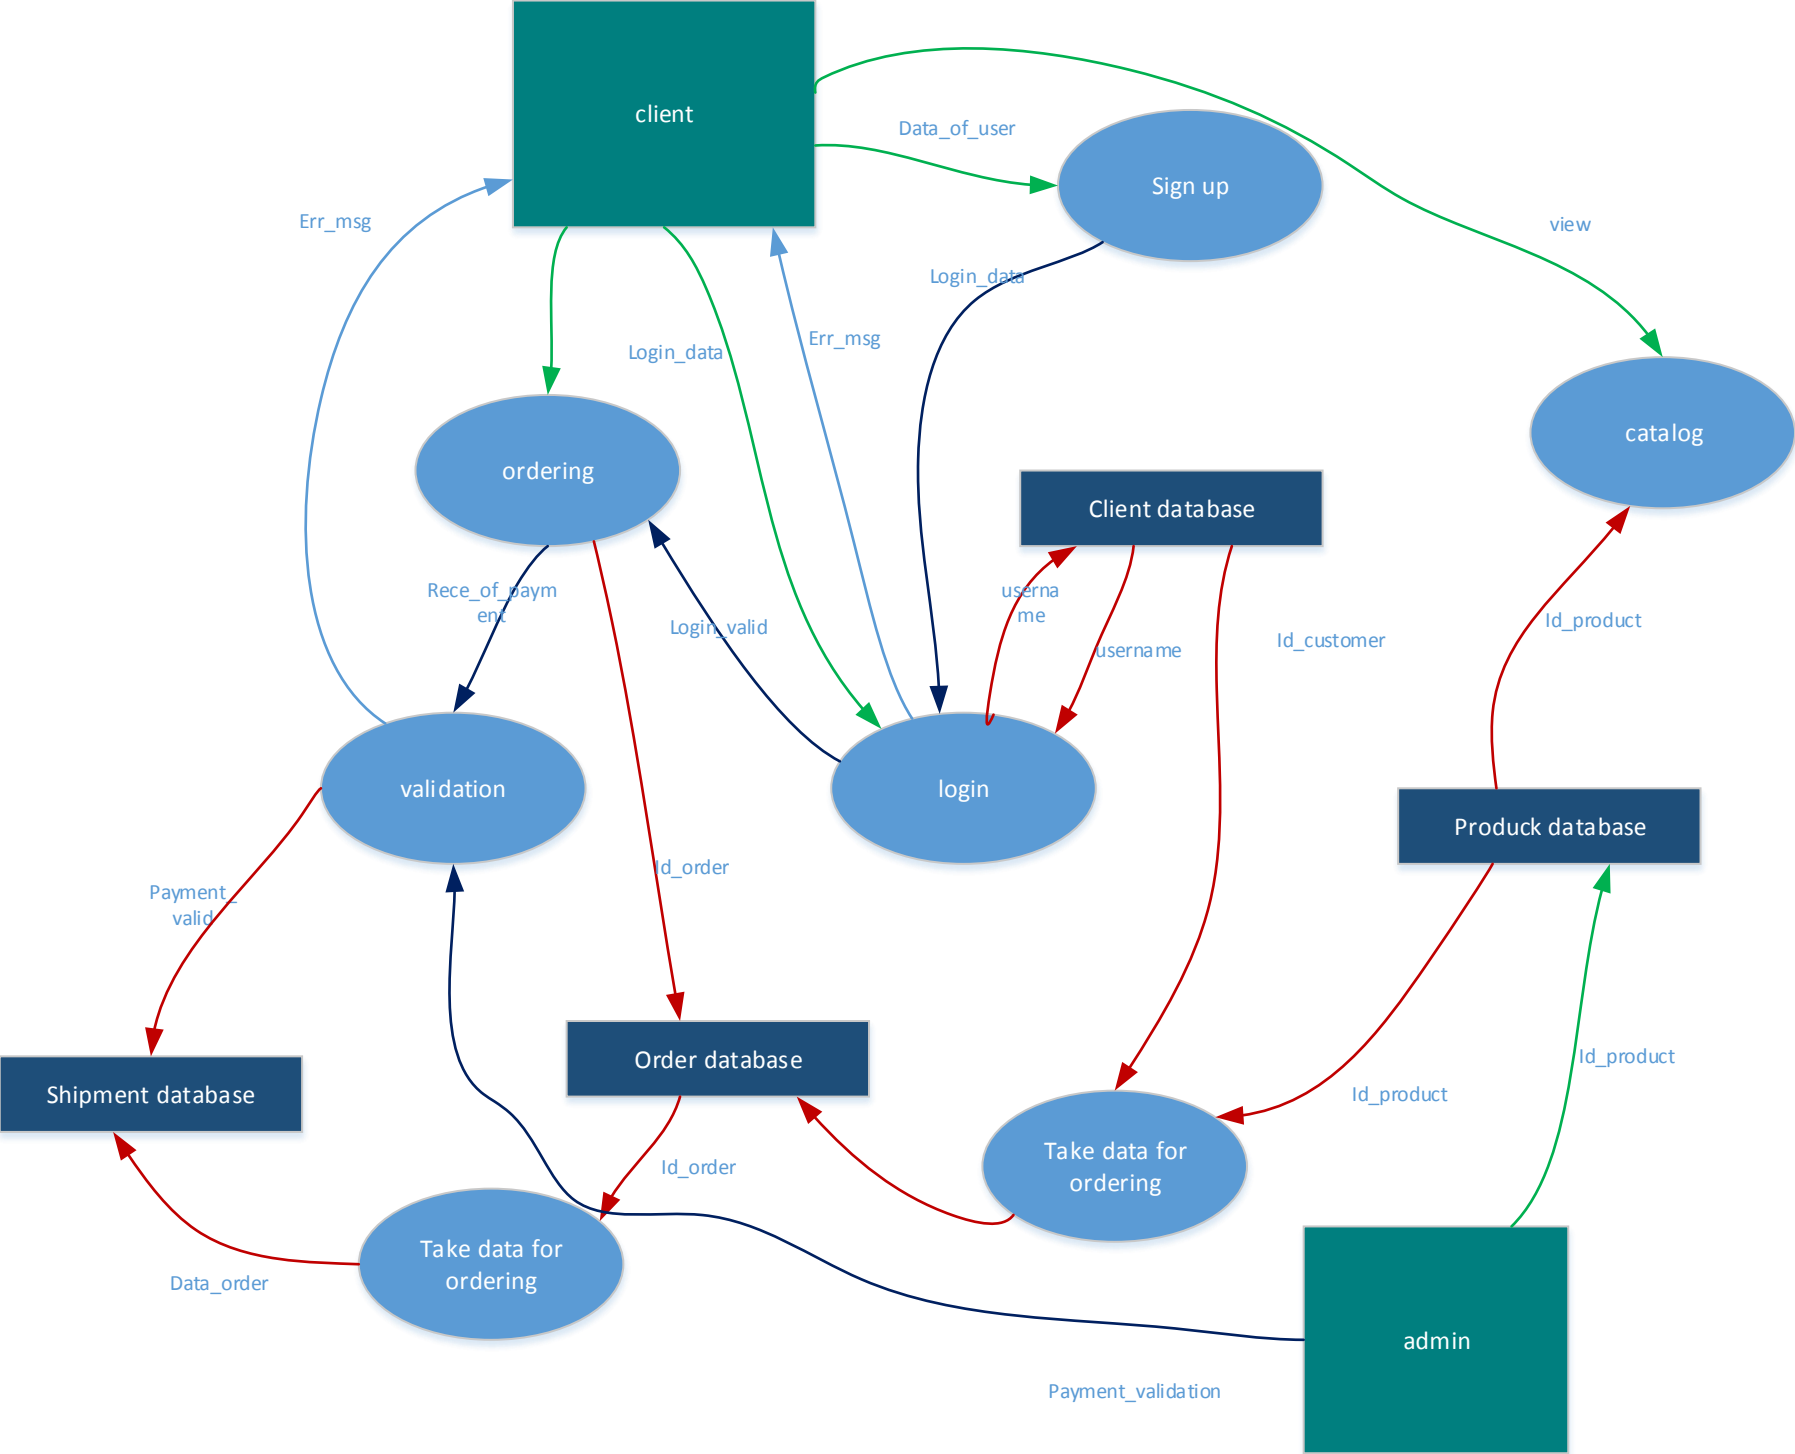 client
Data_of_user
Sign up
Err_msg
view
Login_data
Err_msg
Login_data
catalog
ordering
Client database
Rece_of_paym
ent
userna
me
Login_valid
username
Id_customer
Id_product
validation
login
Produck database
Id_order
Payment_
valid
Order database
Id_product
Shipment database
Id_product
Take data for
ordering
Id_order
Take data for
ordering
Data_order
admin
Payment_validation